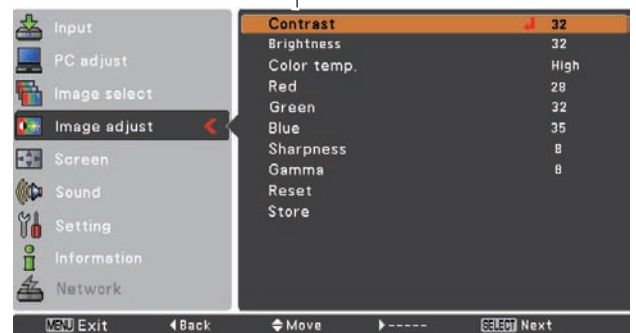 Input
PC adjust
Image select
Image adjust
Screen
Sound
Setting
Information
Network
Contrast 32
Brightness 32
Color temp. High
Red 28
Green 32
Blue 35
Sharpness 8
Gamma 8
Reset
Store
MENU Exit Back Move ----- SELECT Next